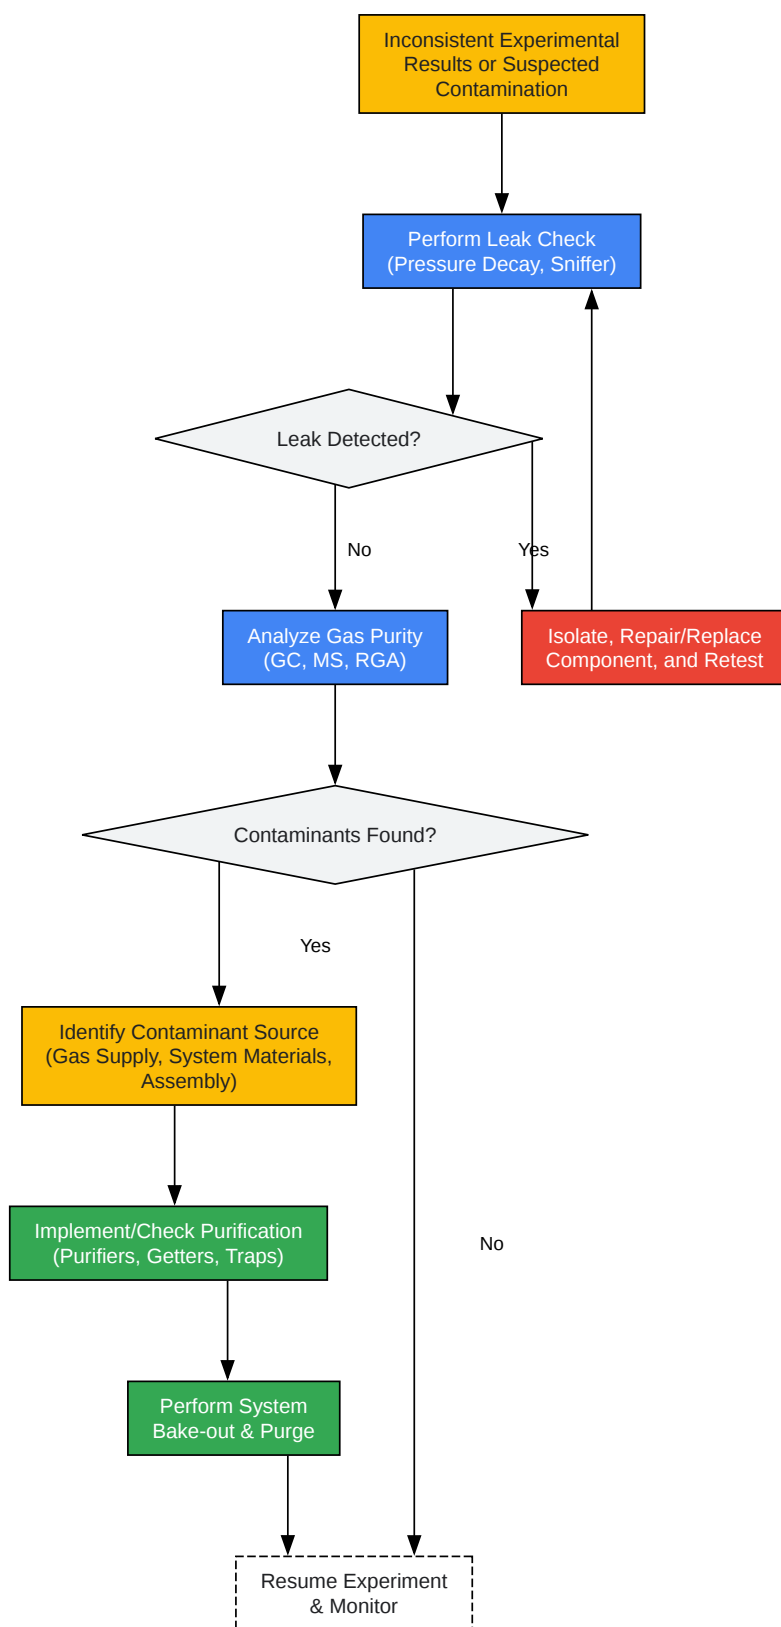 Inconsistent Experimental
Results or Suspected
Contamination
Perform Leak Check
(Pressure Decay, Sniffer)
Leak Detected?
No
Yes
Analyze Gas Purity
(GC, MS, RGA)
Isolate, Repair/Replace
Component, and Retest
Contaminants Found?
Yes
Identify Contaminant Source
(Gas Supply, System Materials,
Assembly)
Implement/Check Purification
(Purifiers, Getters, Traps)
No
Perform System
Bake-out & Purge
Resume Experiment
& Monitor